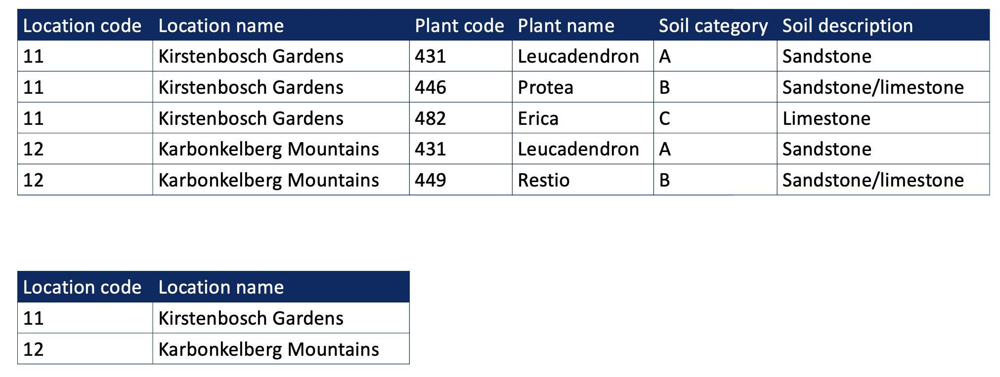 Location code Location name Plant code Plant name Soil category Soil description
11 Kirstenbosch Gardens 431 Leucadendron A Sandstone
11 Kirstenbosch Gardens 446 Protea B Sandstone/limestone
11 Kirstenbosch Gardens 482 Erica C Limestone
12 Karbonkelberg Mountains 431 Leucadendron A Sandstone
12 Karbonkelberg Mountains 449 Restio B Sandstone/limestone
Location code Location name
11 Kirstenbosch Gardens
12 Karbonkelberg Mountains